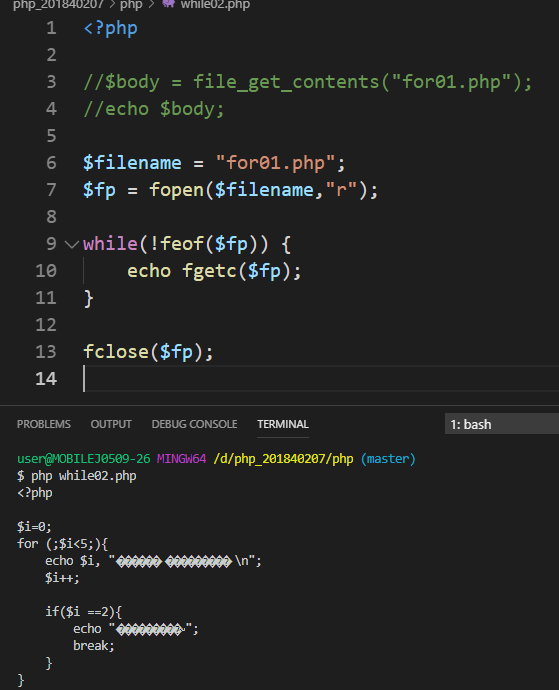 php_201840207 > php > while02.php
1 <?php
2
3 //$body = file_get_contents("for01.php");
4 //echo $body;
5
6 $filename = "for01.php";
7 $fp = fopen($filename,"r");
8
9 while(!feof($fp)) {
10 echo fgetc($fp);
11 }
12
13 fclose($fp);
14
PROBLEMS OUTPUT DEBUG CONSOLE TERMINAL 1: bash
user@MOBILEJ0509-26 MINGW64 /d/php_201840207/php (master)
$ php while02.php
<?php

$i=0;
for (;$i<5;){
echo $i, "������ ���������\n";
$i++;

if($i ==2){
echo "���������~";
break;
}
}